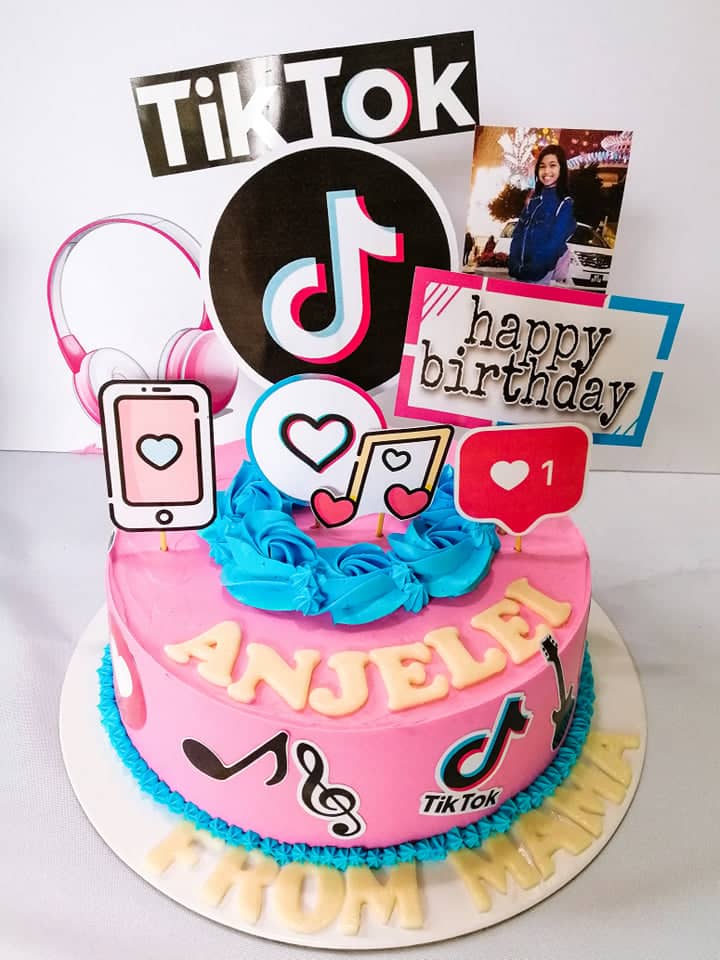 TikTok
happy
birthday
1
ANJELEI
TikTok
FROM MAMA